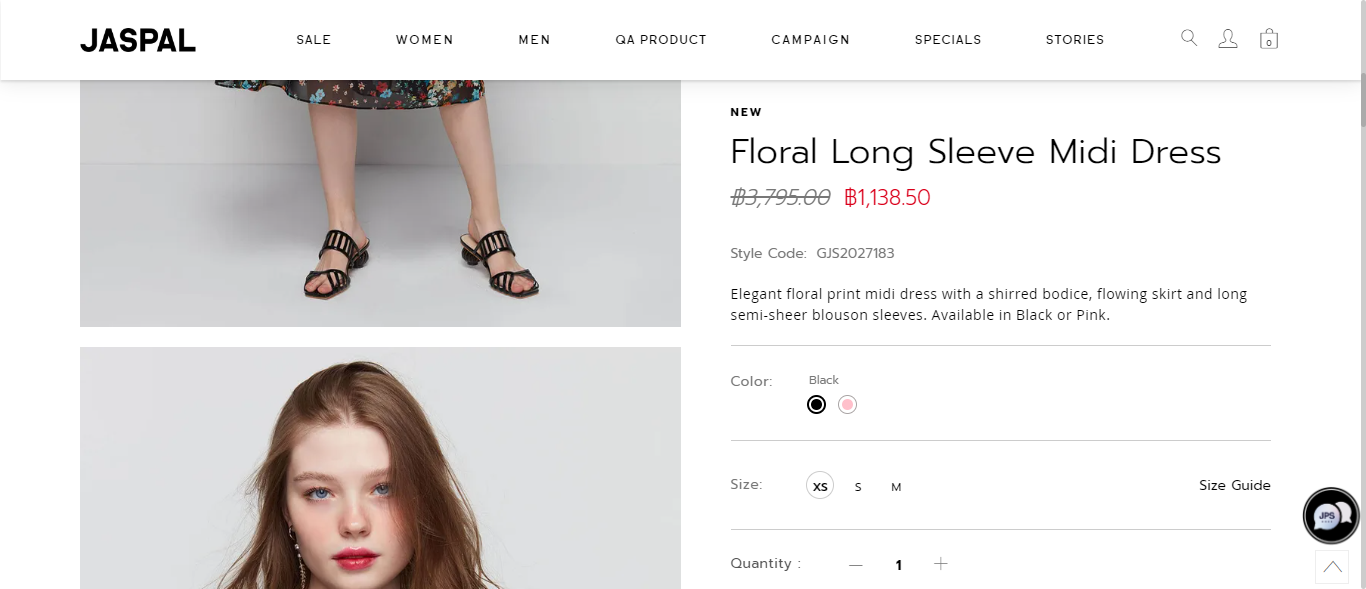 JASPAL
SALE
WOMEN
MEN
QA PRODUCT
CAMPAIGN
SPECIALS
STORIES
0
NEW
Floral Long Sleeve Midi Dress
฿3,795.00 ฿1,138.50
Style Code: GJS2027183
Elegant floral print midi dress with a shirred bodice, flowing skirt and long
semi-sheer blouson sleeves. Available in Black or Pink.
Color:
Black
Size:
XS
S
M
Size Guide
JPS
Quantity :
1